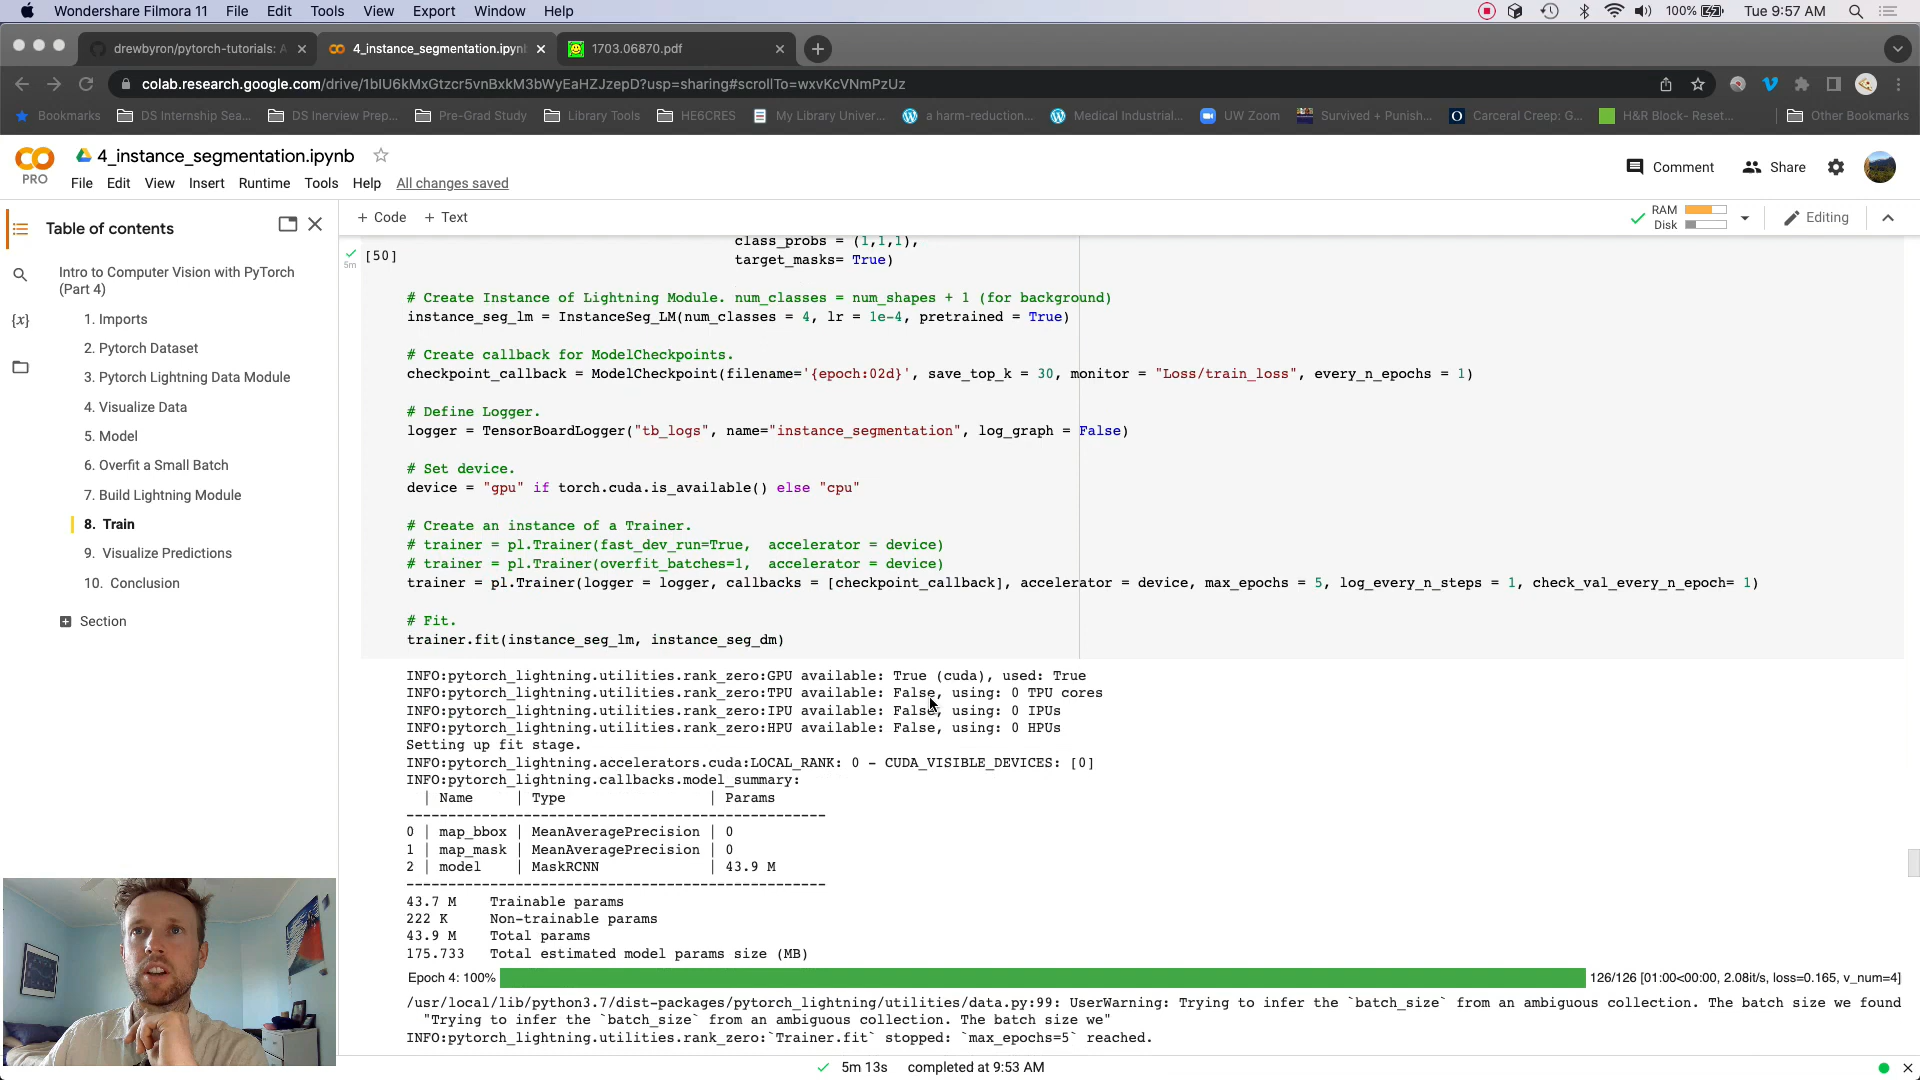 Wondershare Filmora 11 File Edit Tools View Export Window Help 100% Tue 9:57 AM
drewbyron/pytorch-tutorials: A 4_instance_segmentation.ipyn 1703.06870.pdf
colab.research.google.com/drive/1bIU6kMxGtzcr5vnBxkM3bWyEaHZJzepD?usp=sharing#scrollTo=wxvKcVNmPzUz
Bookmarks DS Internship Sea... DS Inerview Prep... Pre-Grad Study Library Tools HE6CRES My Library Univer... a harm-reduction... Medical Industrial... UW Zoom Survived + Punish... Carceral Creep: G... H&R Block- Reset... Other Bookmarks
4_instance_segmentation.ipynb
PRO
Comment Share
File Edit View Insert Runtime Tools Help All changes saved
+ Code + Text
RAM
Disk
Editing
Table of contents
Intro to Computer Vision with PyTorch
(Part 4)
1. Imports
2. Pytorch Dataset
3. Pytorch Lightning Data Module
4. Visualize Data
5. Model
6. Overfit a Small Batch
7. Build Lightning Module
8. Train
9. Visualize Predictions
10. Conclusion
Section
{x}
5m
[50]
class_probs = (1,1,1),
target_masks= True)
# Create Instance of Lightning Module. num_classes = num_shapes + 1 (for background)
instance_seg_lm = InstanceSeg_LM(num_classes = 4, lr = 1e-4, pretrained = True)
# Create callback for ModelCheckpoints.
checkpoint_callback = ModelCheckpoint(filename='{epoch:02d}', save_top_k = 30, monitor = "Loss/train_loss", every_n_epochs = 1)
# Define Logger.
logger = TensorBoardLogger("tb_logs", name="instance_segmentation", log_graph = False)
# Set device.
device = "gpu" if torch.cuda.is_available() else "cpu"
# Create an instance of a Trainer.
# trainer = pl.Trainer(fast_dev_run=True, accelerator = device)
# trainer = pl.Trainer(overfit_batches=1, accelerator = device)
trainer = pl.Trainer(logger = logger, callbacks = [checkpoint_callback], accelerator = device, max_epochs = 5, log_every_n_steps = 1, check_val_every_n_epoch= 1)
# Fit.
trainer.fit(instance_seg_lm, instance_seg_dm)
INFO:pytorch_lightning.utilities.rank_zero:GPU available: True (cuda), used: True
INFO:pytorch_lightning.utilities.rank_zero:TPU available: False, using: 0 TPU cores
INFO:pytorch_lightning.utilities.rank_zero:IPU available: False, using: 0 IPUs
INFO:pytorch_lightning.utilities.rank_zero:HPU available: False, using: 0 HPUs
Setting up fit stage.
INFO:pytorch_lightning.accelerators.cuda:LOCAL_RANK: 0 - CUDA_VISIBLE_DEVICES: [0]
INFO:pytorch_lightning.callbacks.model_summary:
| Name | Type | Params
--------------------------------------------------
0 | map_bbox | MeanAveragePrecision | 0
1 | map_mask | MeanAveragePrecision | 0
2 | model | MaskRCNN | 43.9 M
--------------------------------------------------
43.7 M Trainable params
222 K Non-trainable params
43.9 M Total params
175.733 Total estimated model params size (MB)
Epoch 4: 100% 126/126 [01:00<00:00, 2.08it/s, loss=0.165, v_num=4]
/usr/local/lib/python3.7/dist-packages/pytorch_lightning/utilities/data.py:99: UserWarning: Trying to infer the `batch_size` from an ambiguous collection. The batch size we found
"Trying to infer the `batch_size` from an ambiguous collection. The batch size we"
INFO:pytorch_lightning.utilities.rank_zero:`Trainer.fit` stopped: `max_epochs=5` reached.
5m 13s completed at 9:53 AM